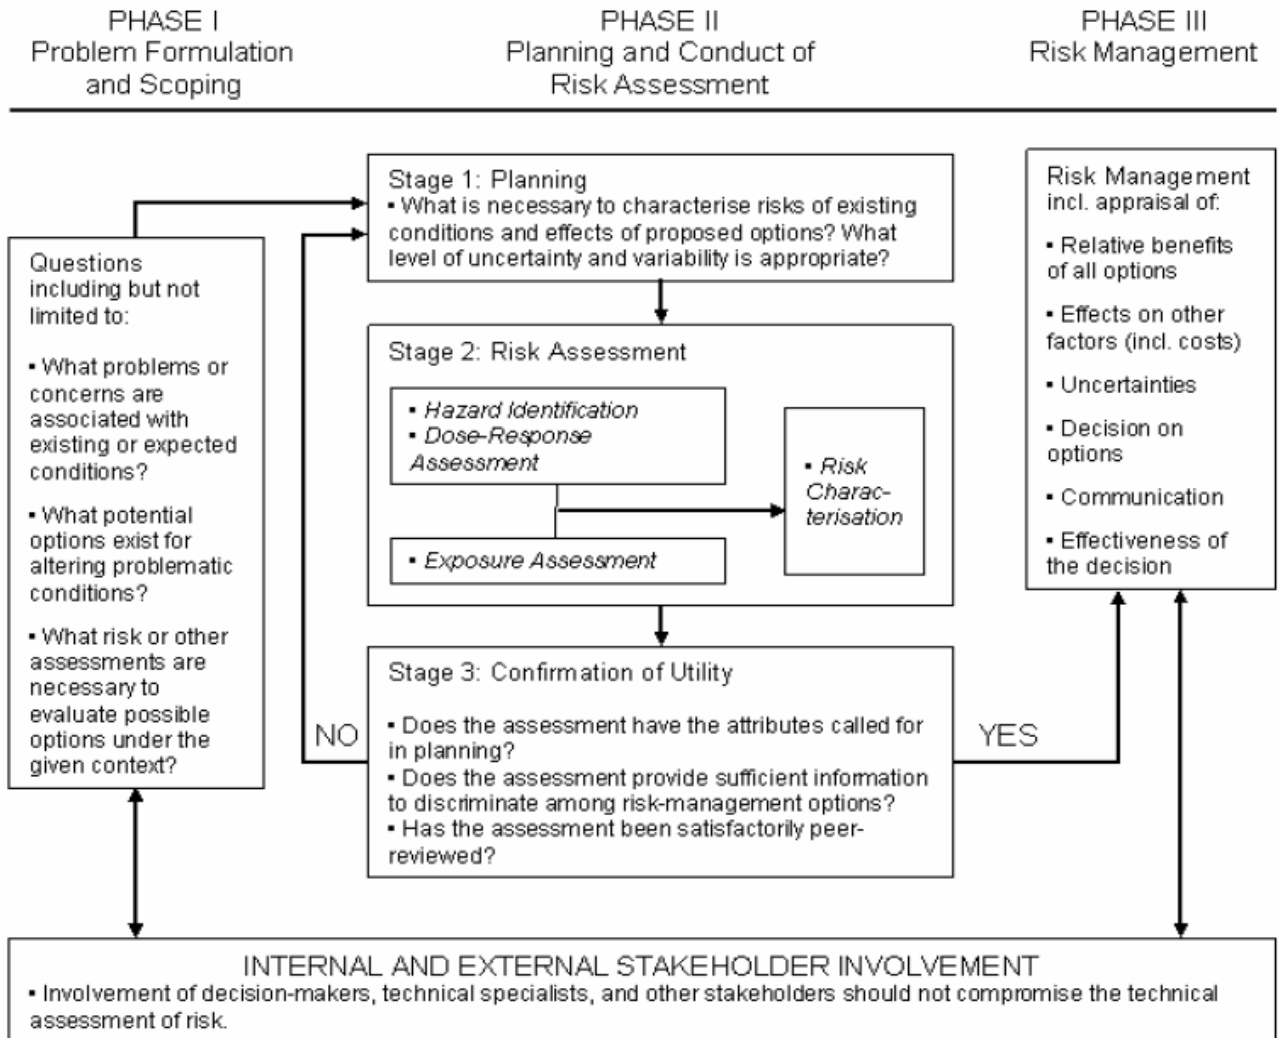 PHASE I
Problem Formulation
and Scoping
PHASE II
Planning and Conduct of
Risk Assessment
PHASE III
Risk Management
Questions
including but not
limited to:
▪ What problems or
concerns are
associated with
existing or expected
conditions?
▪ What potential
options exist for
altering problematic
conditions?
▪ What risk or other
assessments are
necessary to
evaluate possible
options under the
given context?
Stage 1: Planning
▪ What is necessary to characterise risks of existing
conditions and effects of proposed options? What
level of uncertainty and variability is appropriate?
Stage 2: Risk Assessment
▪ Hazard Identification
▪ Dose-Response
Assessment
▪ Exposure Assessment
▪ Risk
Charac-
terisation
Stage 3: Confirmation of Utility
▪ Does the assessment have the attributes called for
in planning?
▪ Does the assessment provide sufficient information
to discriminate among risk-management options?
▪ Has the assessment been satisfactorily peer-
reviewed?
NO
YES
Risk Management
incl. appraisal of:
▪ Relative benefits
of all options
▪ Effects on other
factors (incl. costs)
▪ Uncertainties
▪ Decision on
options
▪ Communication
▪ Effectiveness of
the decision
INTERNAL AND EXTERNAL STAKEHOLDER INVOLVEMENT
▪ Involvement of decision-makers, technical specialists, and other stakeholders should not compromise the technical
assessment of risk.